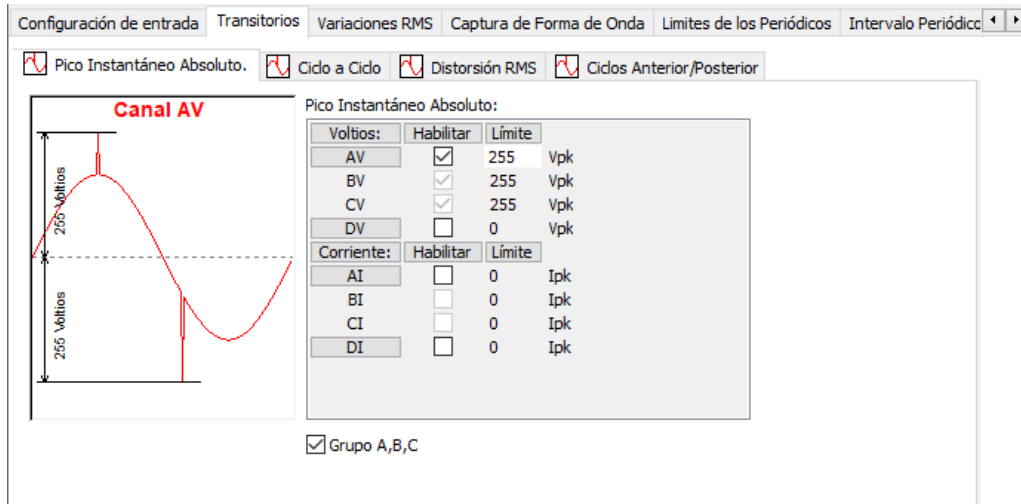 Configuración de entrada Transitorios Variaciones RMS Captura de Forma de Onda Limites de los Periódicos Intervalo Periódicc
Pico Instantáneo Absoluto. Ciclo a Ciclo Distorsión RMS Ciclos Anterior/Posterior
Canal AV
255 Voltios
255 Voltios
Pico Instantáneo Absoluto:
Voltios: Habilitar Límite
AV 255 Vpk
BV 255 Vpk
CV 255 Vpk
DV 0 Vpk
Corriente: Habilitar Límite
AI 0 Ipk
BI 0 Ipk
CI 0 Ipk
DI 0 Ipk
Grupo A,B,C